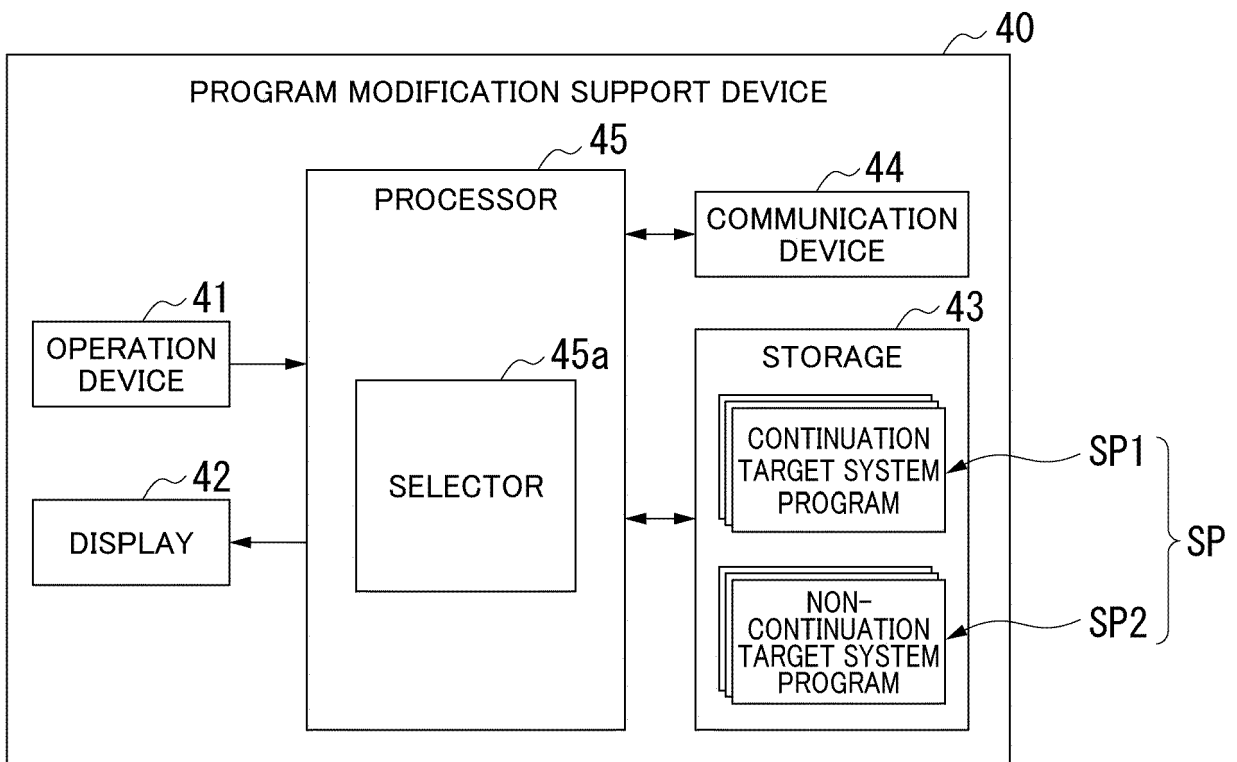 40
PROGRAM MODIFICATION SUPPORT DEVICE
45
PROCESSOR
44
COMMUNICATION
DEVICE
41
OPERATION
DEVICE
45a
SELECTOR
42
DISPLAY
43
STORAGE
CONTINUATION
TARGET SYSTEM
PROGRAM
SP1
NON-
CONTINUATION
TARGET SYSTEM
PROGRAM
SP2
SP